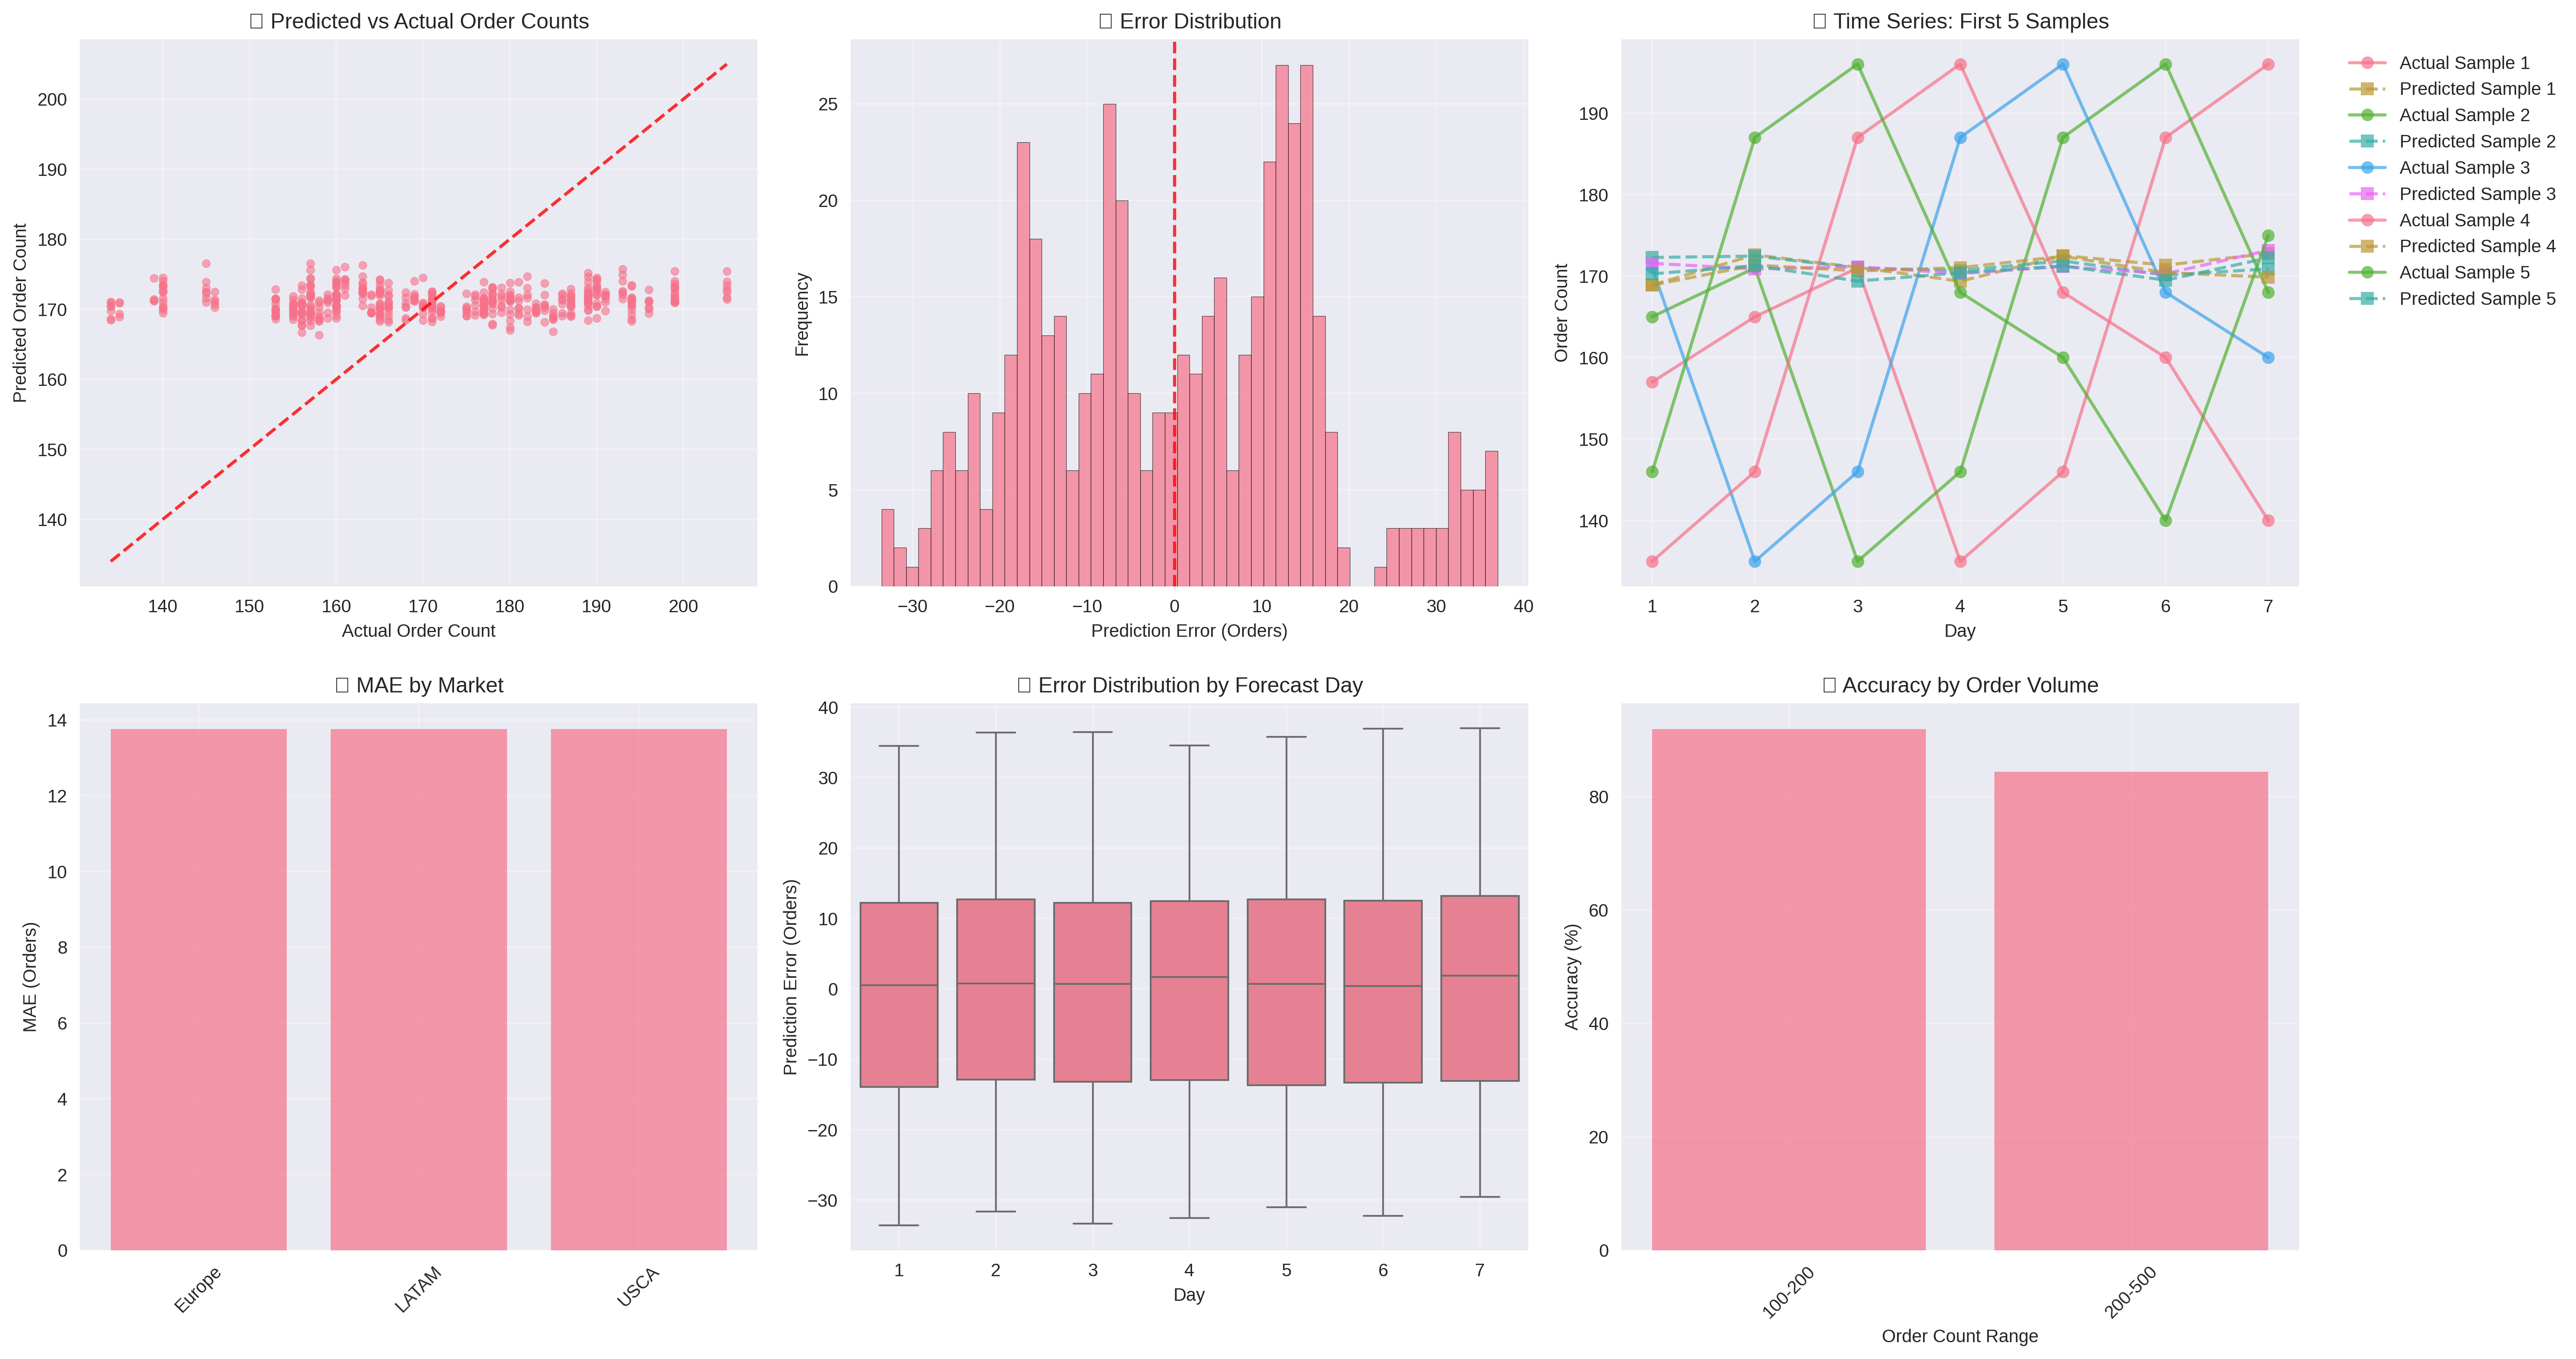 ▯ Predicted vs Actual Order Counts
Predicted Order Count
200
190
180
170
160
150
140
140 150 160 170 180 190 200
Actual Order Count
▯ Error Distribution
Frequency
25
20
15
10
5
0
−30 −20 −10 0 10 20 30 40
Prediction Error (Orders)
▯ Time Series: First 5 Samples
Order Count
190
180
170
160
150
140
1 2 3 4 5 6 7
Day
Actual Sample 1
Predicted Sample 1
Actual Sample 2
Predicted Sample 2
Actual Sample 3
Predicted Sample 3
Actual Sample 4
Predicted Sample 4
Actual Sample 5
Predicted Sample 5
▯ MAE by Market
MAE (Orders)
14
12
10
8
6
4
2
0
Europe LATAM USCA
▯ Error Distribution by Forecast Day
Prediction Error (Orders)
40
30
20
10
0
−10
−20
−30
1 2 3 4 5 6 7
Day
▯ Accuracy by Order Volume
Accuracy (%)
80
60
40
20
0
100-200 200-500
Order Count Range